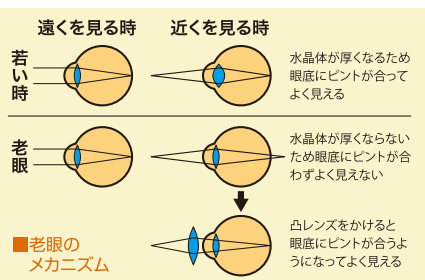 遠くを見る時
近くを見る時
若い時
水晶体が厚くなるため
眼底にピントが合って
よく見える
老眼
水晶体が厚くならない
ため眼底にピントが合
わずよく見えない
■老眼の
メカニズム
凸レンズをかけると
眼底にピントが合うよ
うになってよく見える